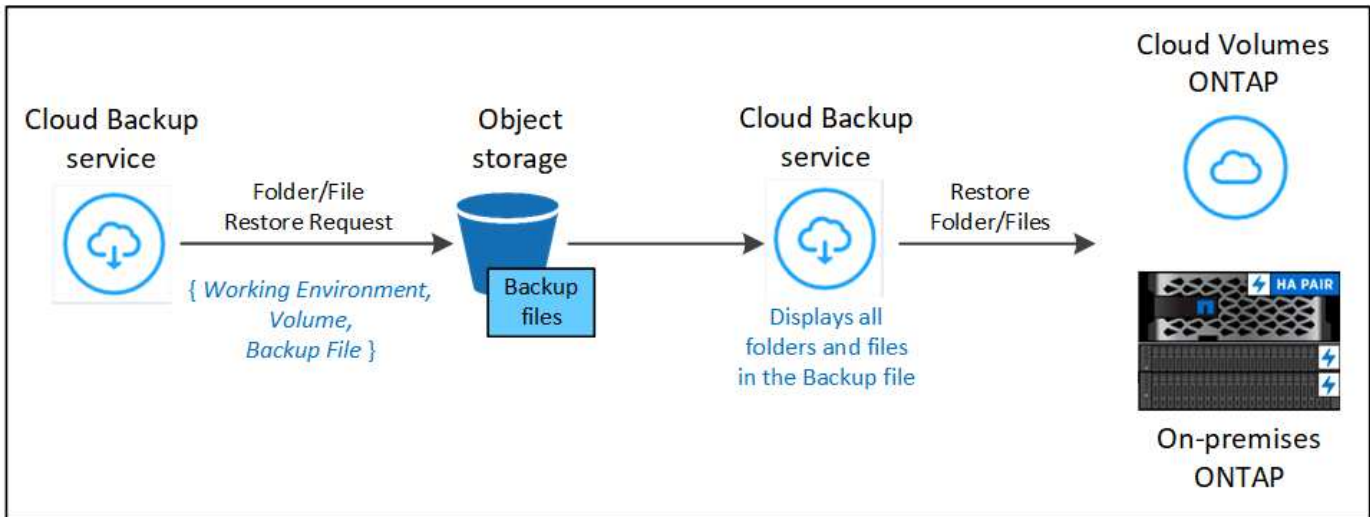 Cloud Backup
service
Folder/File
Restore Request
{ Working Environment,
Volume,
Backup File }
Object
storage
Backup
files
Cloud Backup
service
Displays all
folders and files
in the Backup file
Restore
Folder/Files
Cloud Volumes
ONTAP
HA PAIR
On-premises
ONTAP